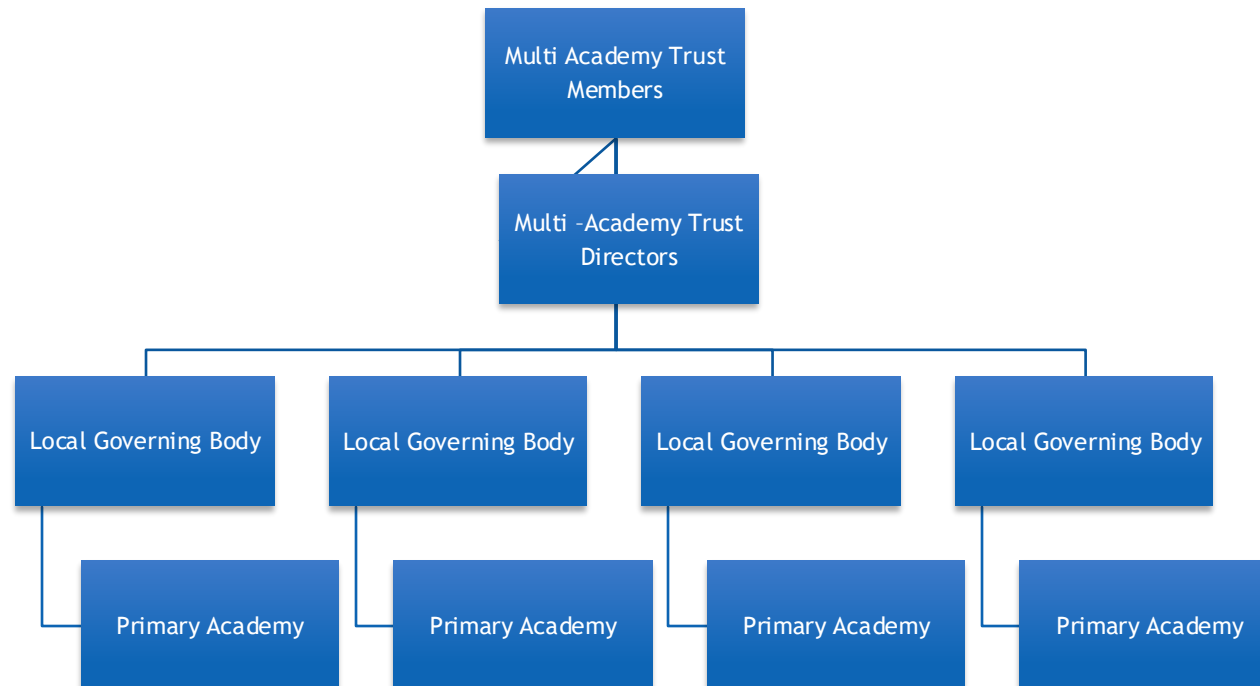 Multi Academy Trust
Members
Multi –Academy Trust
Directors
Local Governing Body
Local Governing Body
Local Governing Body
Local Governing Body
Primary Academy
Primary Academy
Primary Academy
Primary Academy